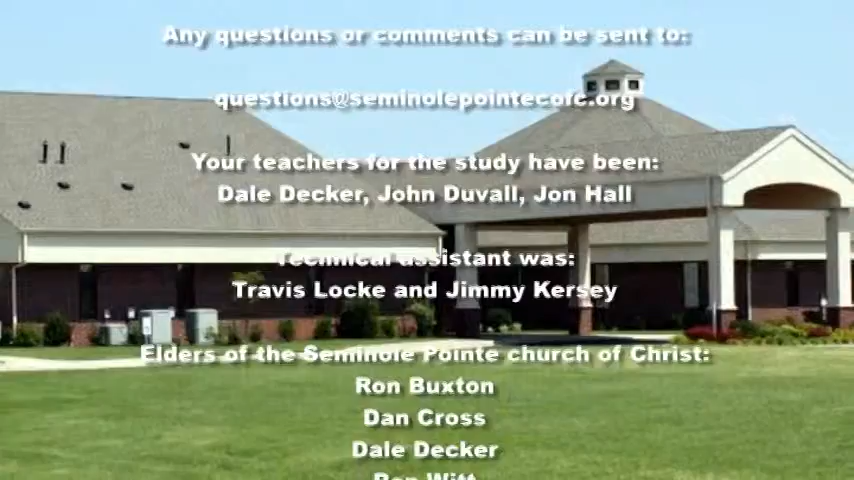 Any questions or comments can be sent to:
questions@seminolepointecofc.org
Your teachers for the study have been:
Dale Decker, John Duvall, Jon Hall
Technical assistant was:
Travis Locke and Jimmy Kersey
Elders of the Seminole Pointe church of Christ:
Ron Buxton
Dan Cross
Dale Decker
Witt